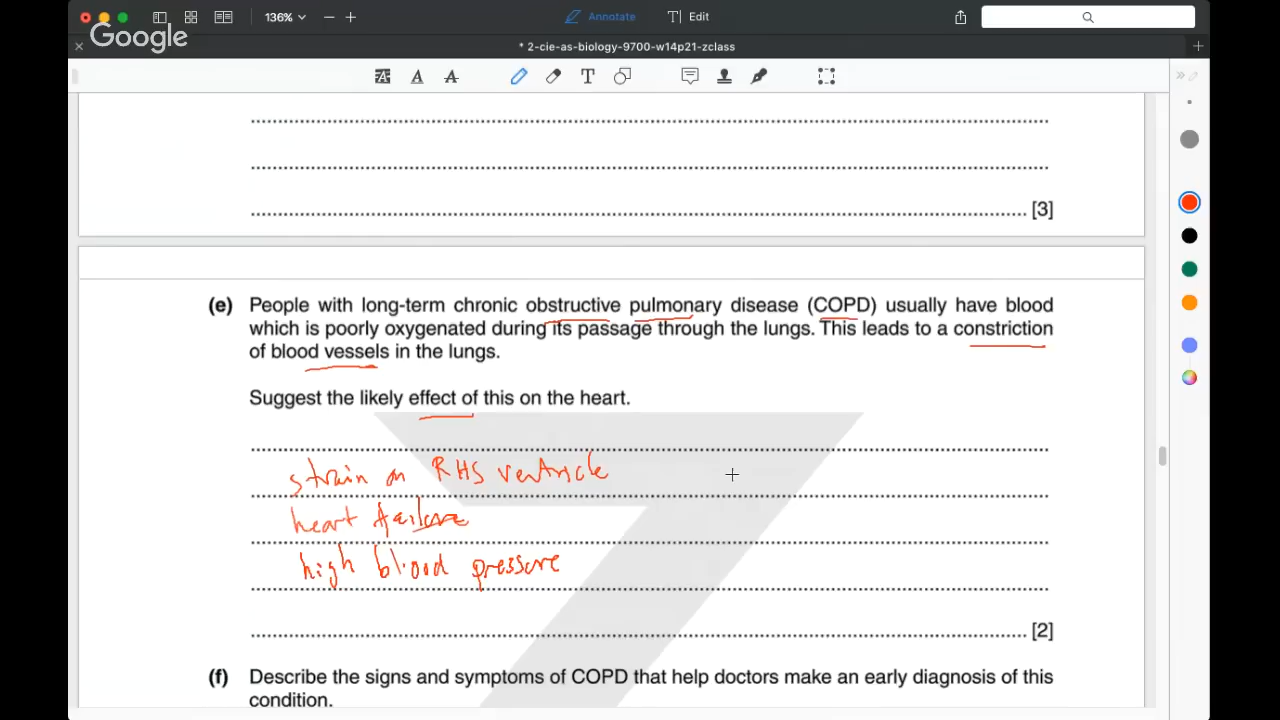 136%
Annotate
T Edit
Google
* 2-cie-as-biology-9700-w14p21-zclass
[3]
(e) People with long-term chronic obstructive pulmonary disease (COPD) usually have blood
which is poorly oxygenated during its passage through the lungs. This leads to a constriction
of blood vessels in the lungs.
Suggest the likely effect of this on the heart.
strain on RHS ventricle
heart failure
high blood pressure
[2]
(f) Describe the signs and symptoms of COPD that help doctors make an early diagnosis of this
condition.